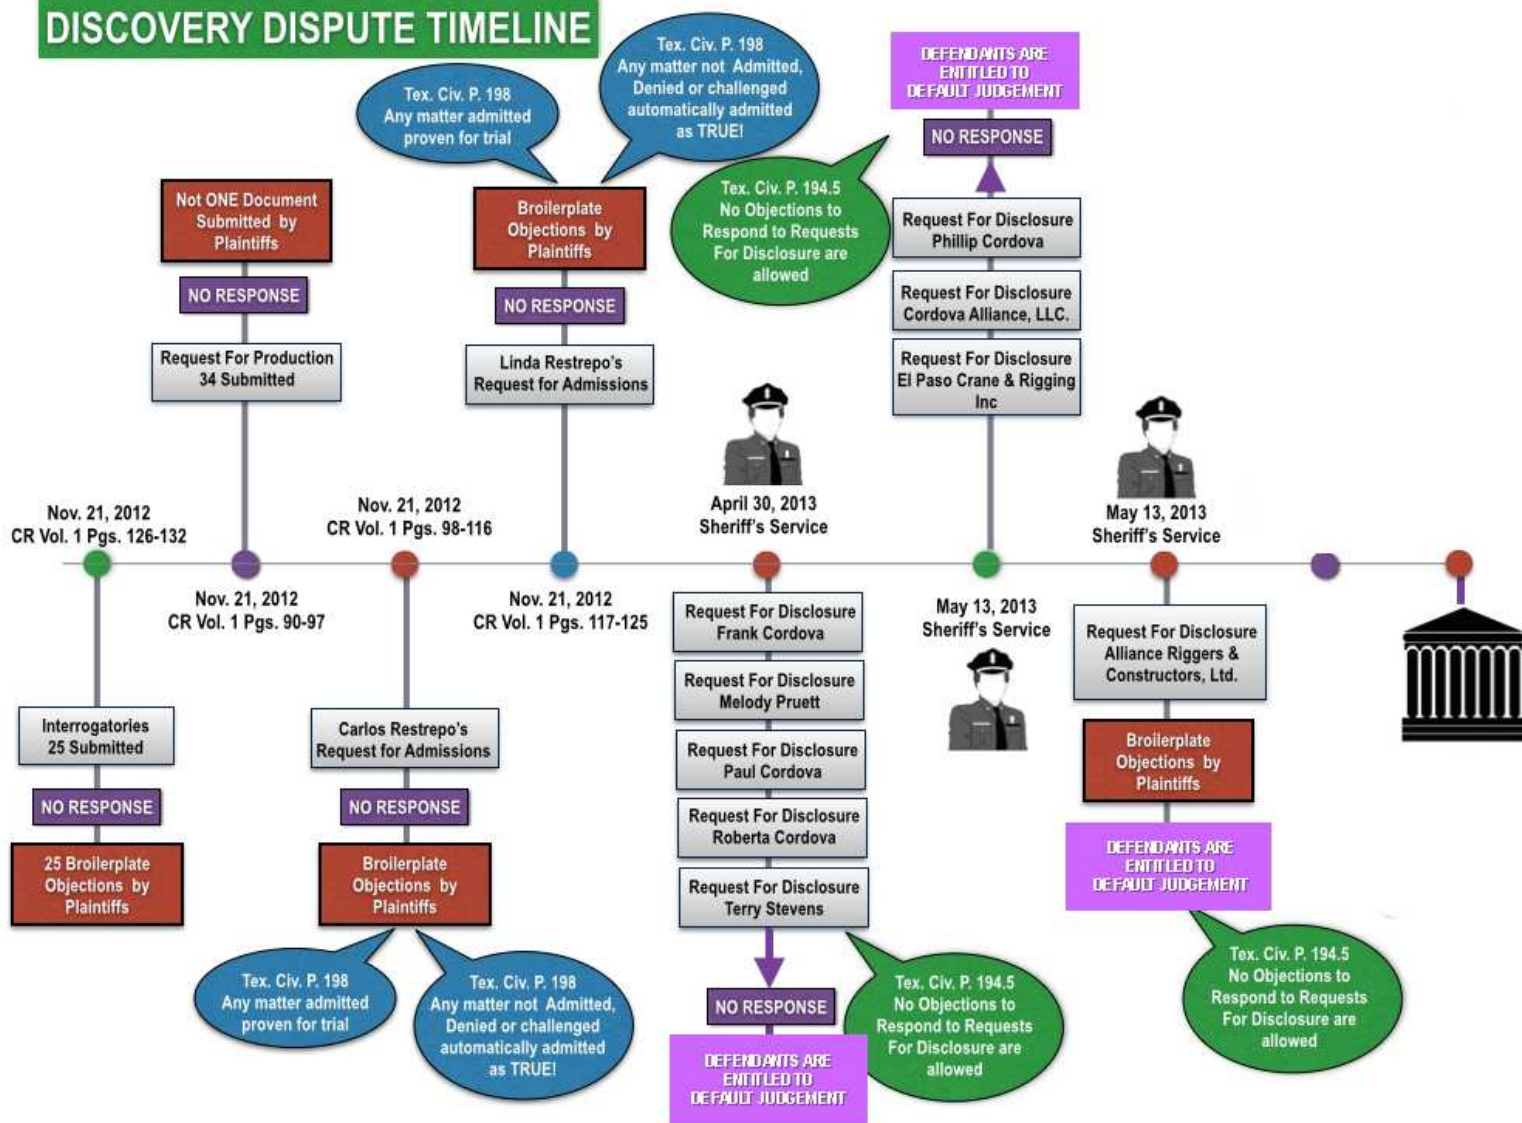 DISCOVERY DISPUTE TIMELINE
Nov. 21, 2012
CR Vol. 1 Pgs. 126-132
Interrogatories
25 Submitted
NO RESPONSE
25 Broilerplate
Objections by
Plaintiffs
Not ONE Document
Submitted by
Plaintiffs
NO RESPONSE
Request For Production
34 Submitted
Nov. 21, 2012
CR Vol. 1 Pgs. 90-97
Nov. 21, 2012
CR Vol. 1 Pgs. 98-116
Carlos Restrepo's
Request for Admissions
NO RESPONSE
Broilerplate
Objections by
Plaintiffs
Tex. Civ. P. 198
Any matter admitted
proven for trial
Tex. Civ. P. 198
Any matter not Admitted,
Denied or challenged
automatically admitted
as TRUE!
Tex. Civ. P. 198
Any matter admitted
proven for trial
Tex. Civ. P. 198
Any matter not Admitted,
Denied or challenged
automatically admitted
as TRUE!
Broilerplate
Objections by
Plaintiffs
NO RESPONSE
Linda Restrepo's
Request for Admissions
Nov. 21, 2012
CR Vol. 1 Pgs. 117-125
April 30, 2013
Sheriff's Service
Request For Disclosure
Frank Cordova
Request For Disclosure
Melody Pruett
Request For Disclosure
Paul Cordova
Request For Disclosure
Roberta Cordova
Request For Disclosure
Terry Stevens
NO RESPONSE
DEFENDANTS ARE
ENTITLED TO
DEFAULT JUDGEMENT
Tex. Civ. P. 194.5
No Objections to
Respond to Requests
For Disclosure are
allowed
DEFENDANTS ARE
ENTITLED TO
DEFAULT JUDGEMENT
NO RESPONSE
Tex. Civ. P. 194.5
No Objections to
Respond to Requests
For Disclosure are
allowed
Request For Disclosure
Phillip Cordova
Request For Disclosure
Cordova Alliance, LLC.
Request For Disclosure
El Paso Crane & Rigging
Inc
May 13, 2013
Sheriff's Service
May 13, 2013
Sheriff's Service
Request For Disclosure
Alliance Riggers &
Constructors, Ltd.
Broilerplate
Objections by
Plaintiffs
DEFENDANTS ARE
ENTITLED TO
DEFAULT JUDGEMENT
Tex. Civ. P. 194.5
No Objections to
Respond to Requests
For Disclosure are
allowed